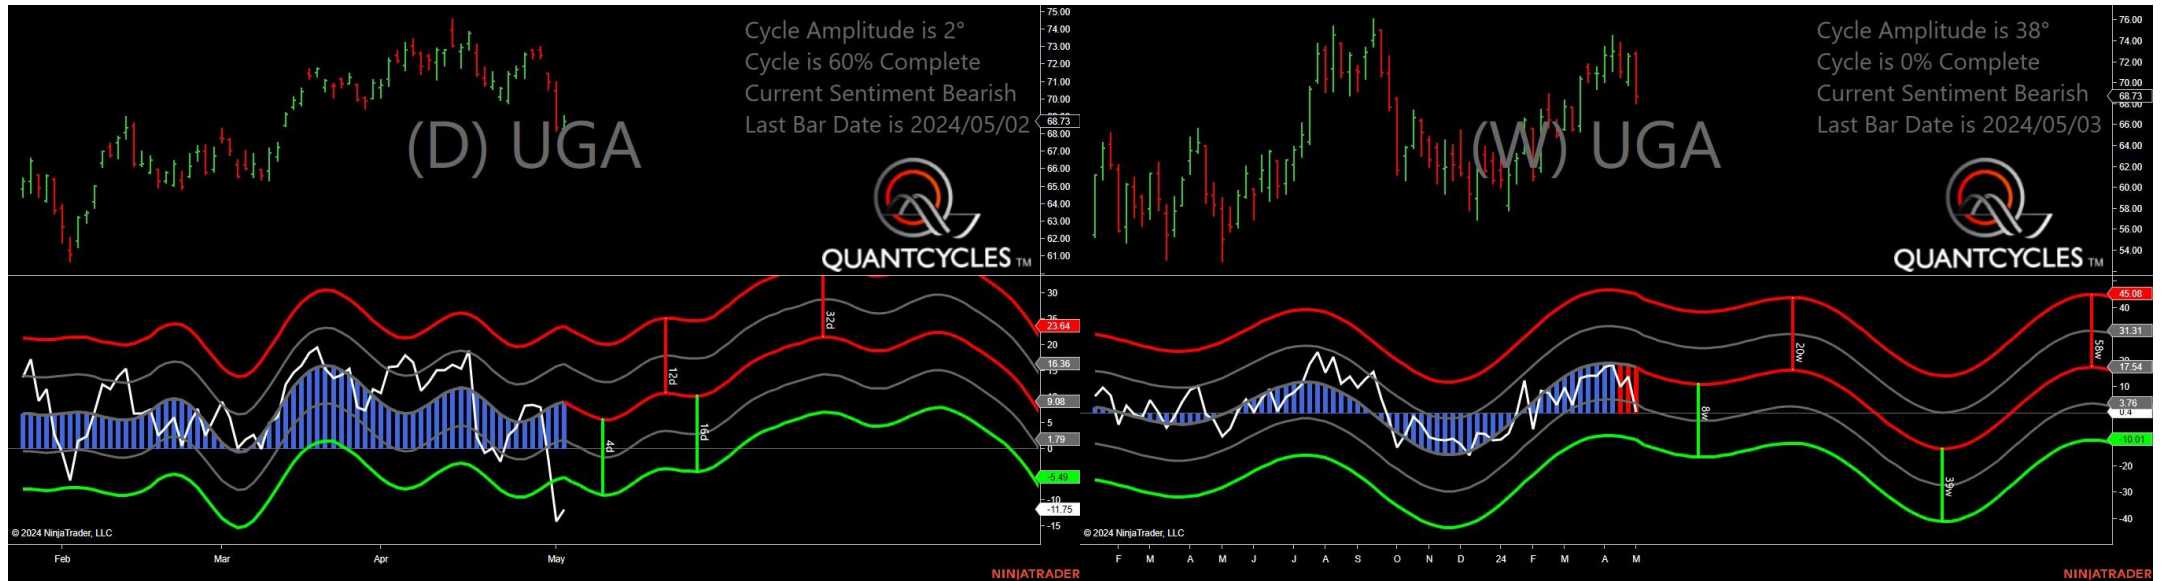 Cycle Amplitude is 2°
Cycle is 60% Complete
Current Sentiment Bearish
Last Bar Date is 2024/05/02
(D) UGA
QUANTCYCLES TM
75.00
74.00
73.00
72.00
71.00
70.00
68.73
68.00
67.00
66.00
65.00
64.00
63.00
62.00
61.00
30
23.64
20
16.36
15
9.08
5
1.79
0
-5.49
-10
-11.75
-15
12d
32d
4d
16d
© 2024 NinjaTrader, LLC
Feb Mar Apr May
NINJATRADER
Cycle Amplitude is 38°
Cycle is 0% Complete
Current Sentiment Bearish
Last Bar Date is 2024/05/03
(W) UGA
QUANTCYCLES TM
76.00
74.00
72.00
70.00
68.73
68.00
66.00
64.00
62.00
60.00
58.00
56.00
54.00
45.08
40
31.31
20
17.54
10
3.76
0.4
-10.01
-20
-30
-40
20w
58w
8w
39w
© 2024 NinjaTrader, LLC
F M A M J J A S O N D 24 F M A M
NINJATRADER